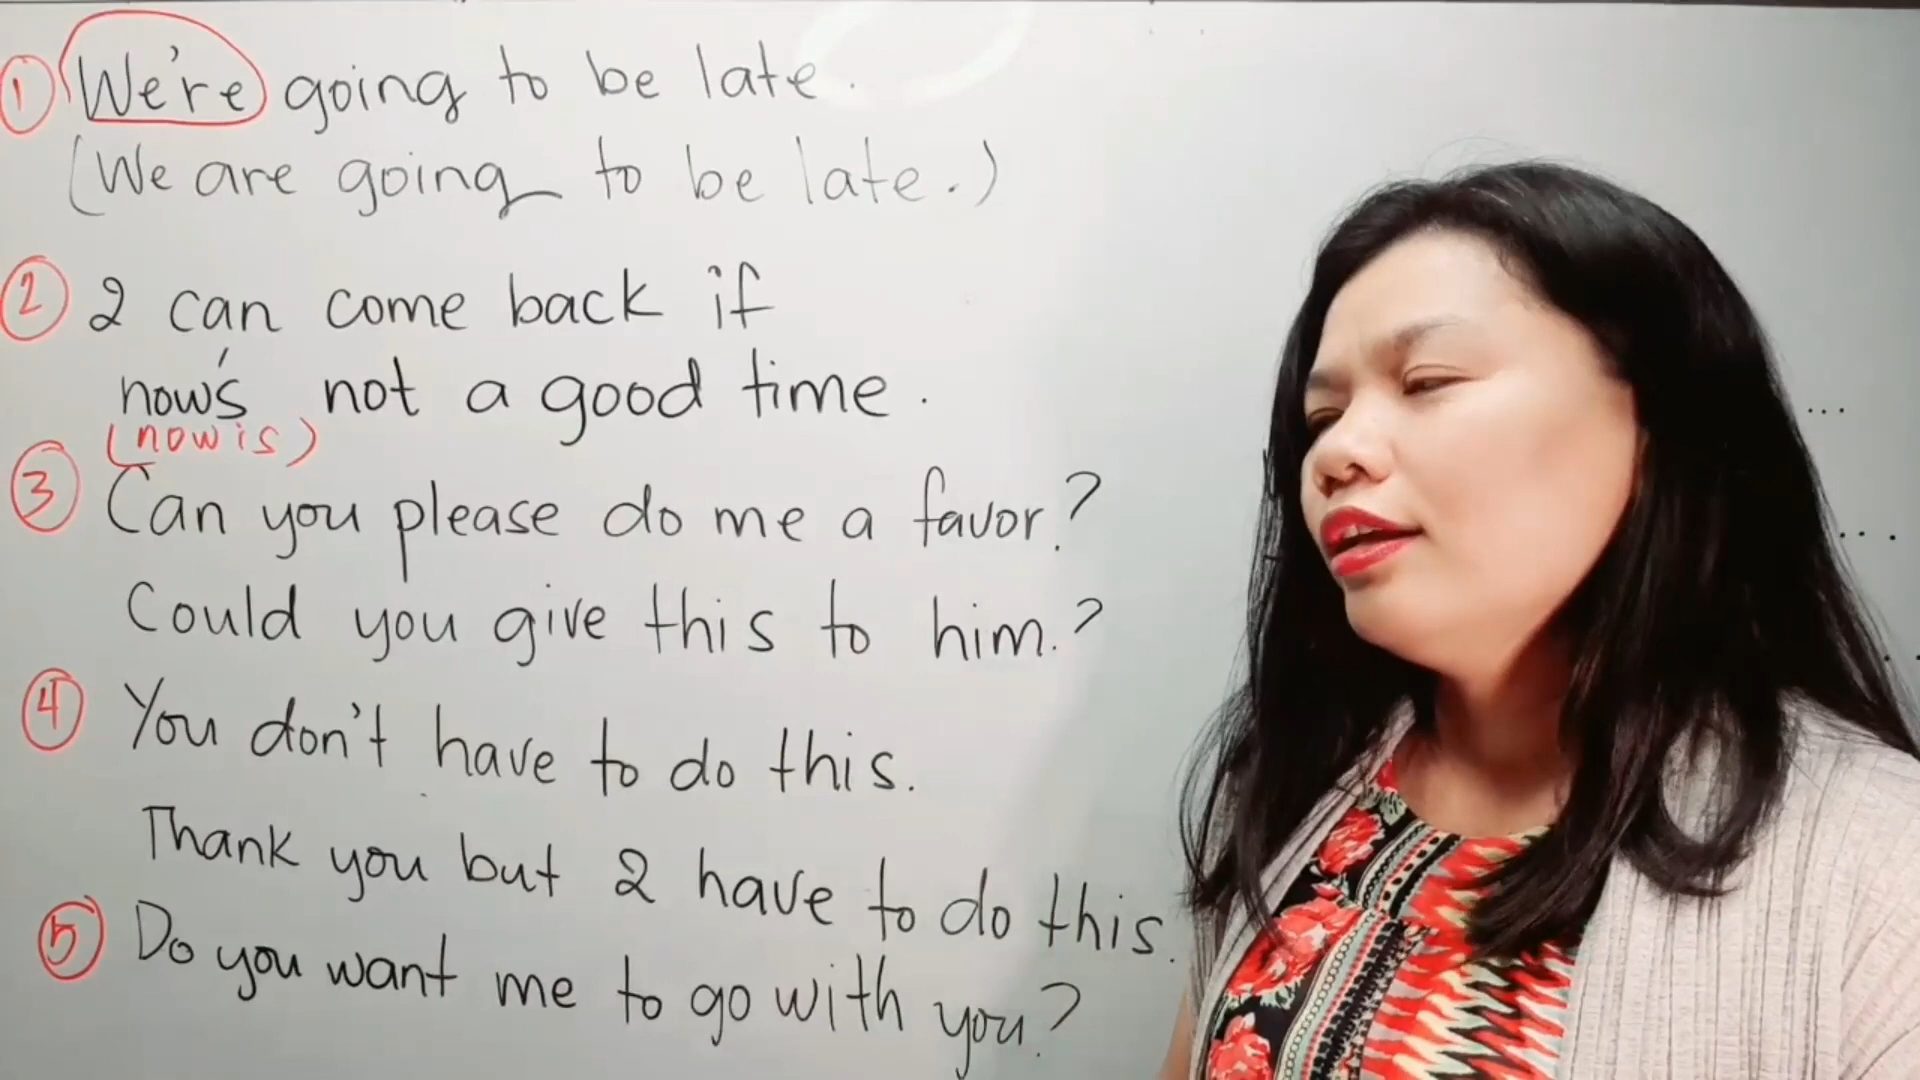 ① We're going to be late.
(We are going to be late.)
② I can come back if
now's not a good time.
(now is)
③ Can you please do me a favor?
Could you give this to him?
④ You don't have to do this.
Thank you but I have to do this.
⑤ Do you want me to go with you?